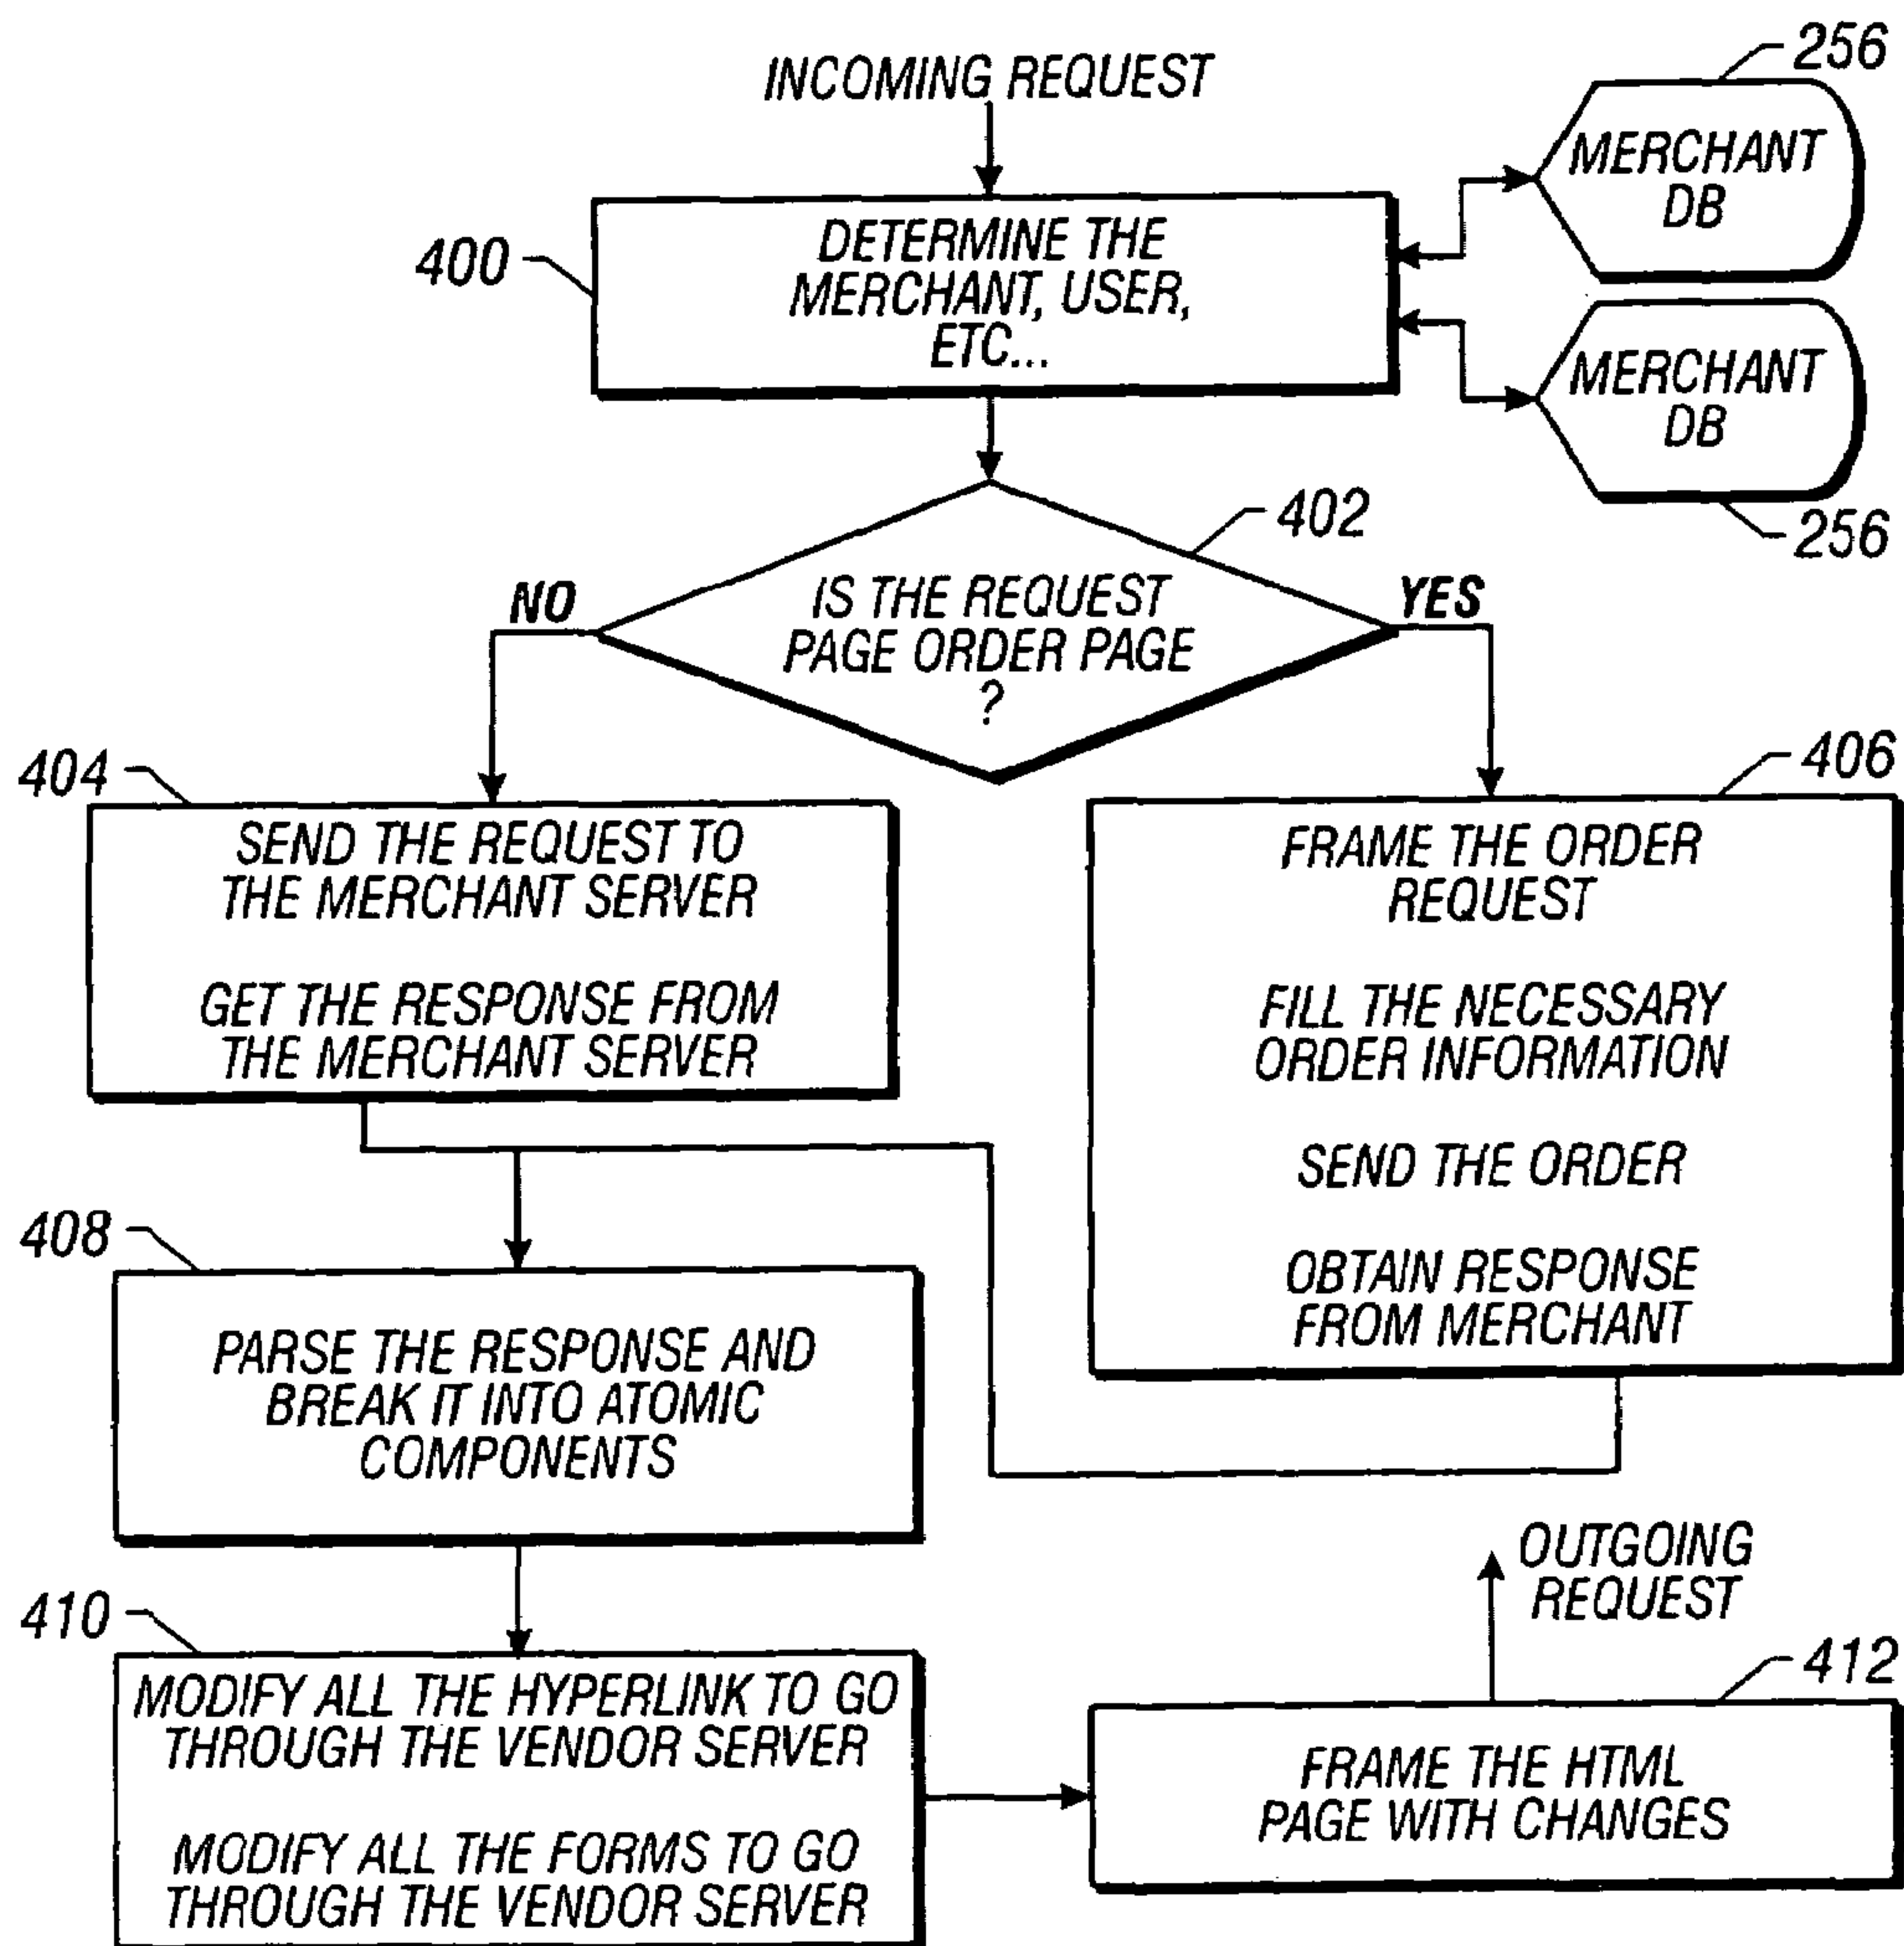 INCOMING REQUEST
256
MERCHANT
DB
400
DETERMINE THE
MERCHANT, USER,
ETC...
MERCHANT
DB
256
402
NO
YES
IS THE REQUEST
PAGE ORDER PAGE
?
404
SEND THE REQUEST TO
THE MERCHANT SERVER
GET THE RESPONSE FROM
THE MERCHANT SERVER
406
FRAME THE ORDER
REQUEST
FILL THE NECESSARY
ORDER INFORMATION
SEND THE ORDER
OBTAIN RESPONSE
FROM MERCHANT
408
PARSE THE RESPONSE AND
BREAK IT INTO ATOMIC
COMPONENTS
410
MODIFY ALL THE HYPERLINK TO GO
THROUGH THE VENDOR SERVER
MODIFY ALL THE FORMS TO GO
THROUGH THE VENDOR SERVER
OUTGOING
REQUEST
412
FRAME THE HTML
PAGE WITH CHANGES